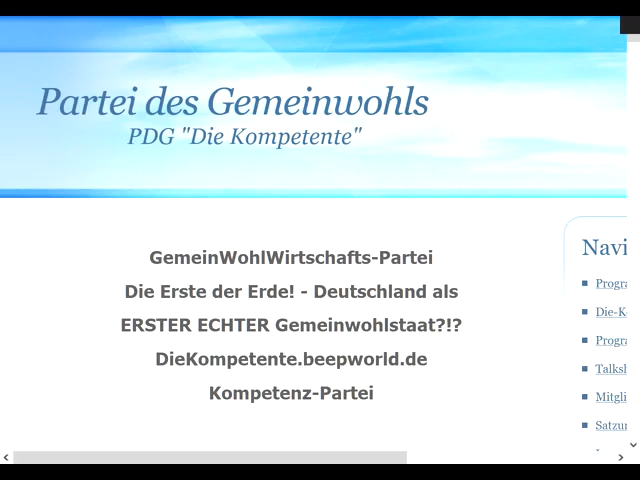 Partei des Gemeinwohls
PDG "Die Kompetente"
GemeinWohlWirtschafts-Partei
Die Erste der Erde! - Deutschland als
ERSTER ECHTER Gemeinwohlstaat?!?
DieKompetente.beepworld.de
Kompetenz-Partei